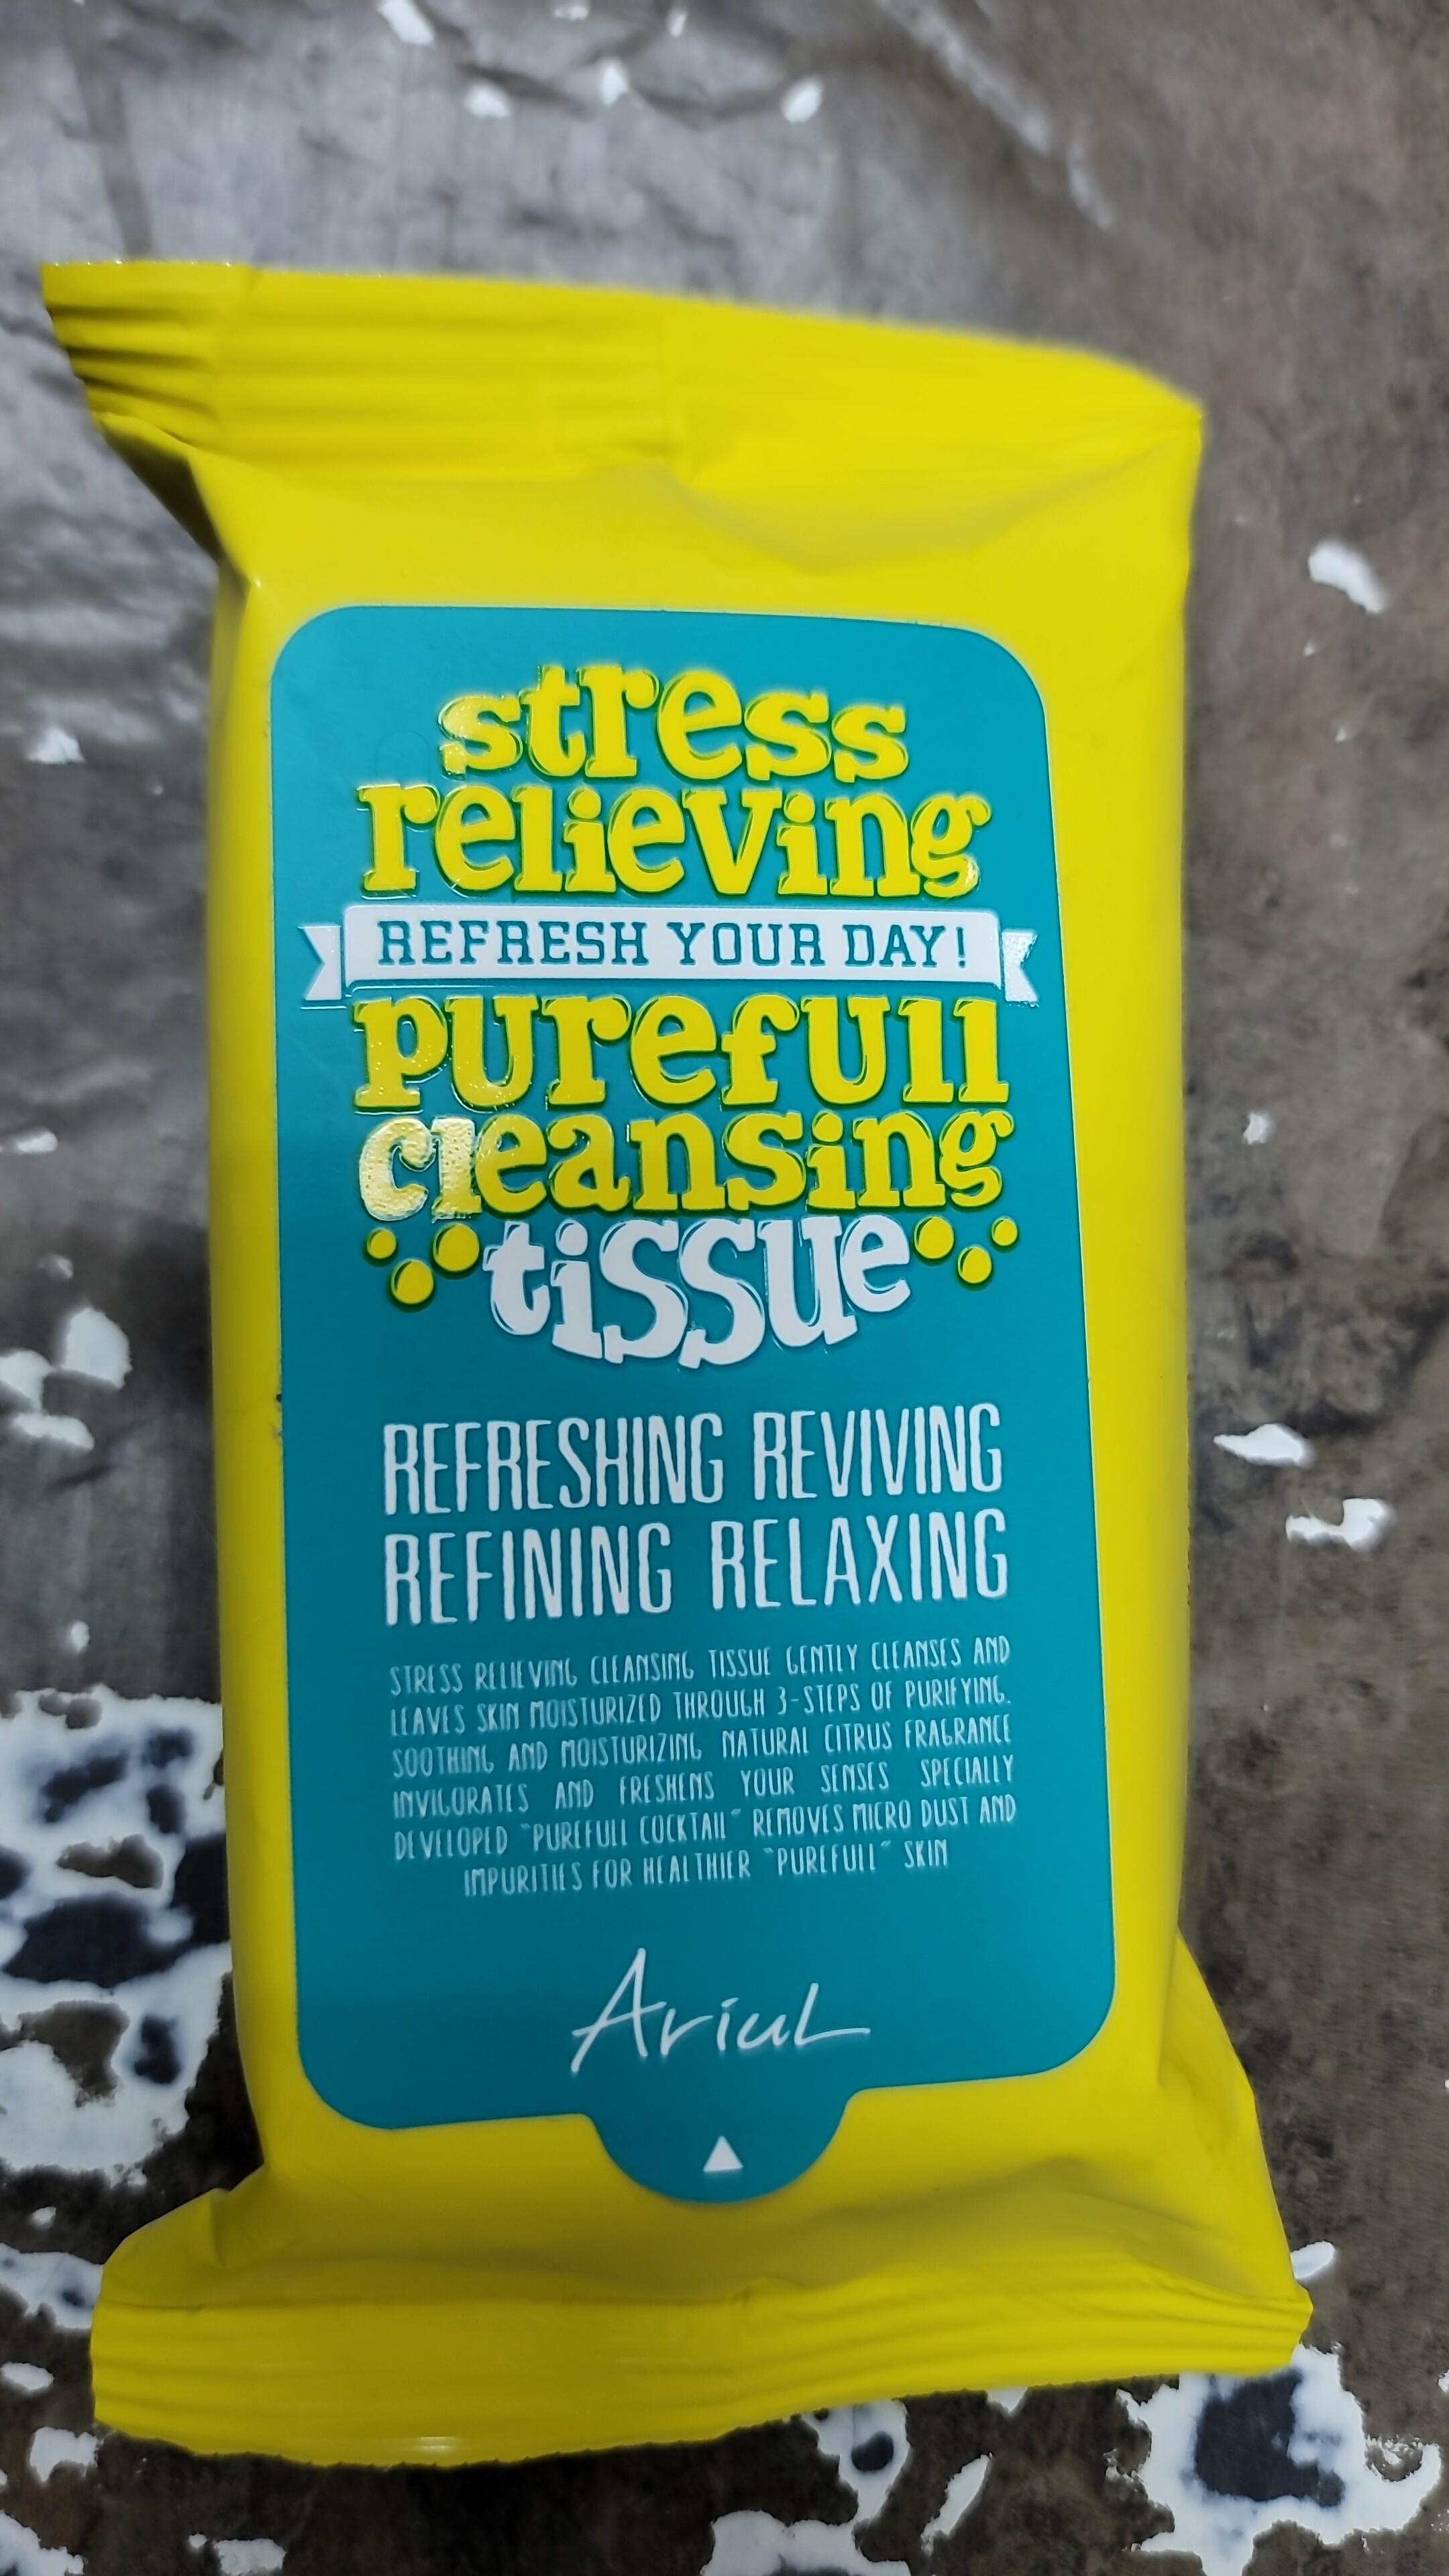 stress
relieving
REFRESH YOUR DAY!
purefull
cleansing
tissue
REFRESHING REVIVING
REFINING RELAXING
STRESS RELIEVING CLEANSING TISSUE GENTLY CLEANSES AND
LEAVES SKIN MOISTURIZED THROUGH 3-STEPS OF PURIFYING.
SOOTHING AND MOISTURIZING NATURAL CITRUS FRAGRANCE
INVIGORATES AND FRESHENS YOUR SENSES SPECIALLY
DEVELOPED "PUREFULL COCKTAIL" REMOVES MICRO DUST AND
IMPURITIES FOR HEALTHIER "PUREFULL" SKIN
Ariul